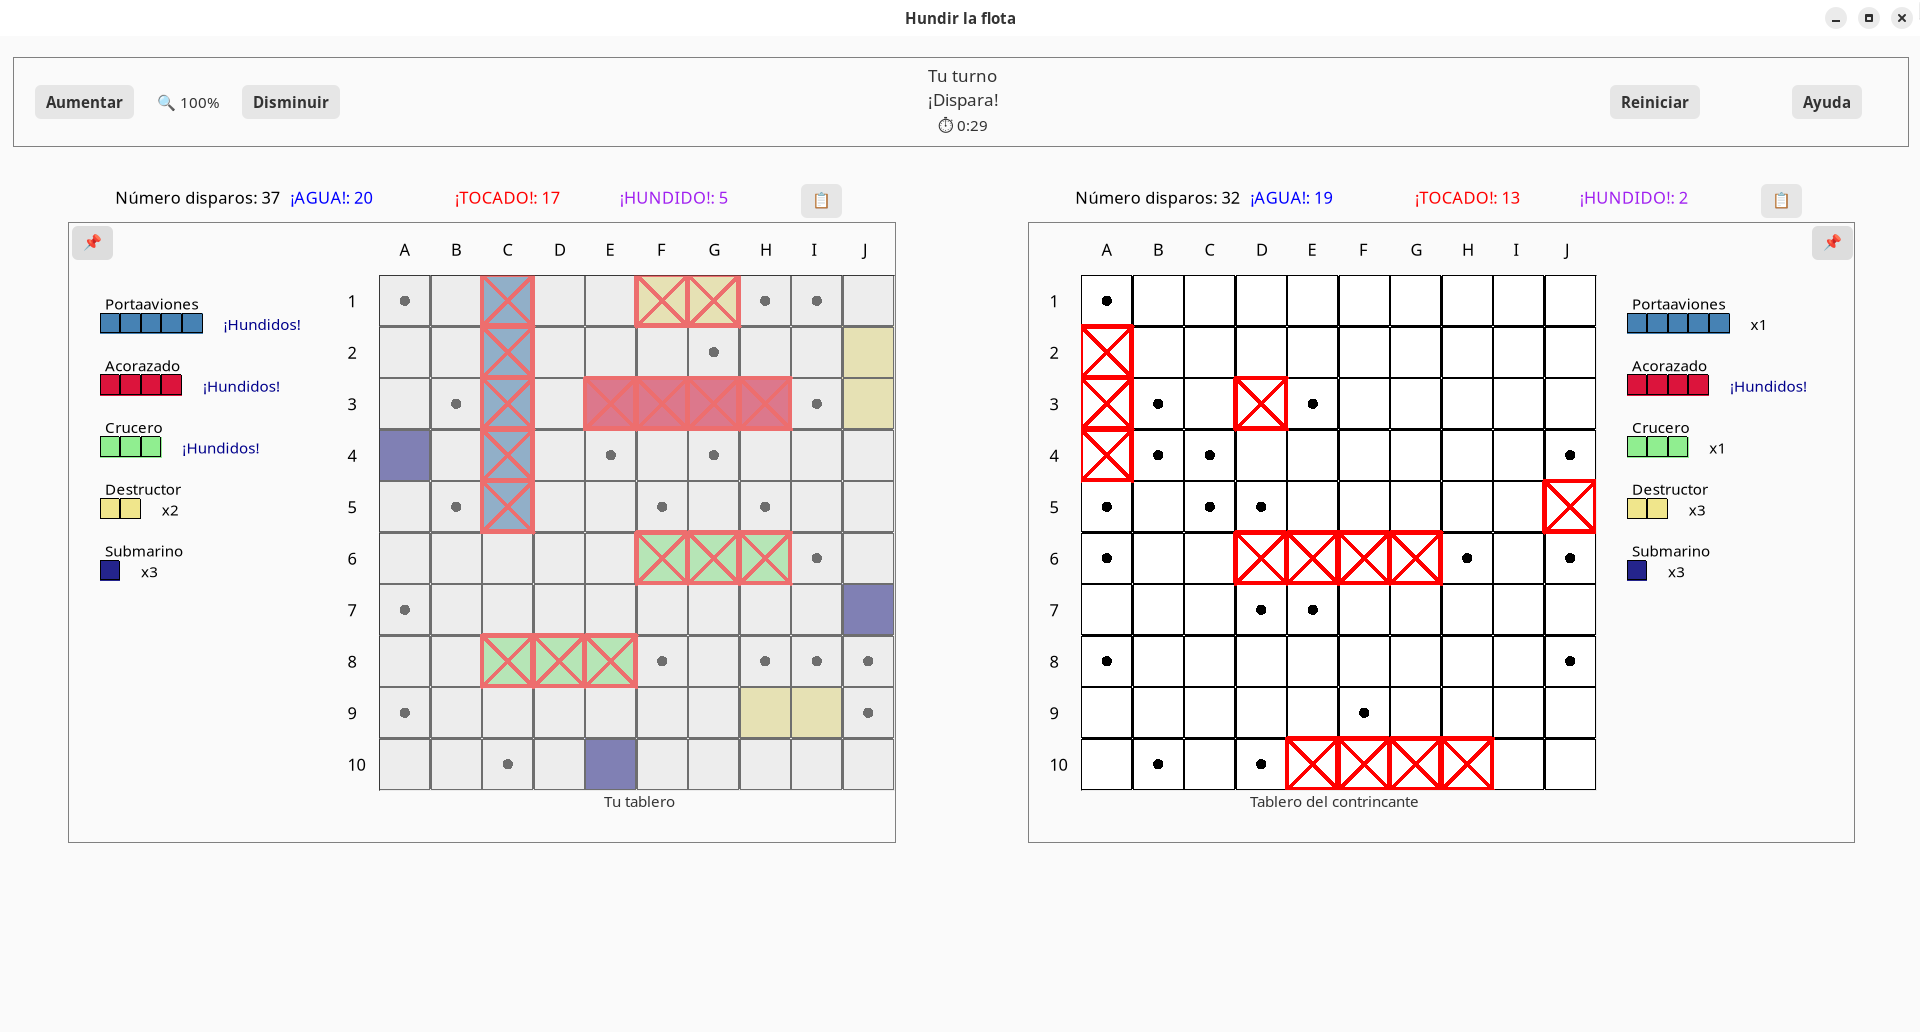 Hundir la flota
Aumentar 🔍 100% Disminuir
Tu turno
¡Dispara!
⏱ 0:29
Reiniciar Ayuda
Número disparos: 37 ¡AGUA!: 20 ¡TOCADO!: 17 ¡HUNDIDO!: 5
A B C D E F G H I J
1
2
3
4
5
6
7
8
9
10
Portaaviones
¡Hundidos!
Acorazado
¡Hundidos!
Crucero
¡Hundidos!
Destructor
x2
Submarino
x3
Tu tablero
Número disparos: 32 ¡AGUA!: 19 ¡TOCADO!: 13 ¡HUNDIDO!: 2
A B C D E F G H I J
1
2
3
4
5
6
7
8
9
10
Portaaviones
x1
Acorazado
¡Hundidos!
Crucero
x1
Destructor
x3
Submarino
x3
Tablero del contrincante